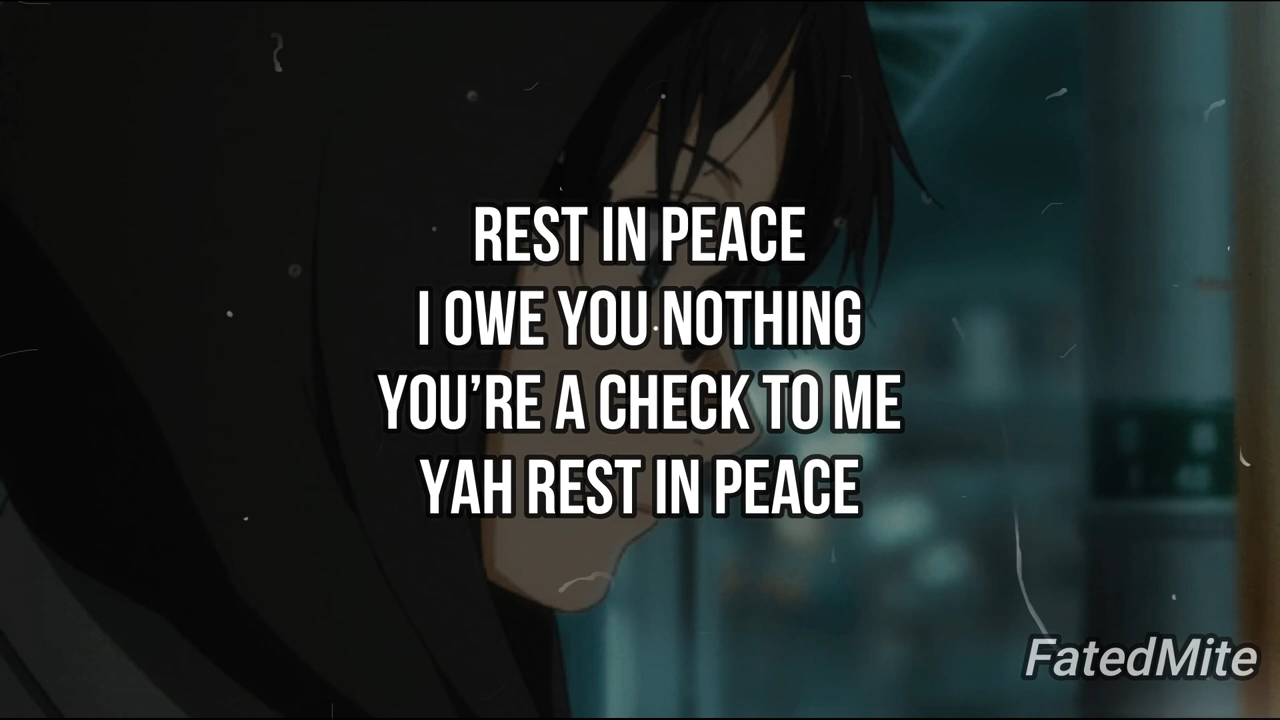 REST IN PEACE
I OWE YOU NOTHING
YOU'RE A CHECK TO ME
YAH REST IN PEACE
FatedMite